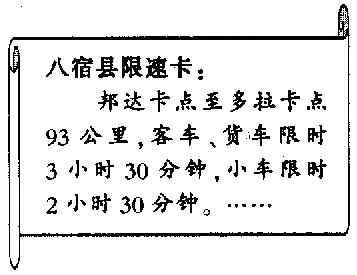 八宿县限速卡：
邦达卡点至多拉卡点
93 公里，客车、货车限时
3 小时 30 分钟，小车限时
2 小时 30 分钟。……